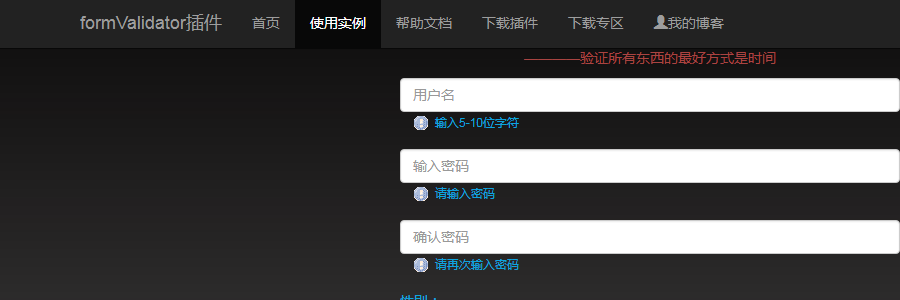 formValidator插件 首页 使用实例 帮助文档 下载插件 下载专区 我的博客
————验证所有东西的最好方式是时间
用户名
输入5-10位字符
输入密码
请输入密码
确认密码
请再次输入密码
性别：